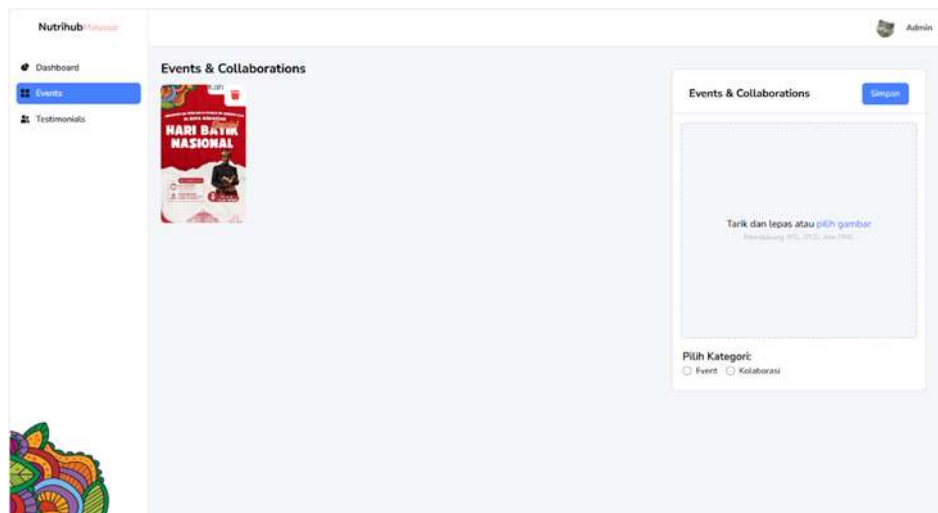 NutrihubMakassar
Admin
Dashboard
Events
Testimonials
Events & Collaborations
HARI BATIK
NASIONAL
Events & Collaborations
Simpan
Tarik dan lepas atau pilih gambar
Pilih Kategori:
Event
Kolaborasi